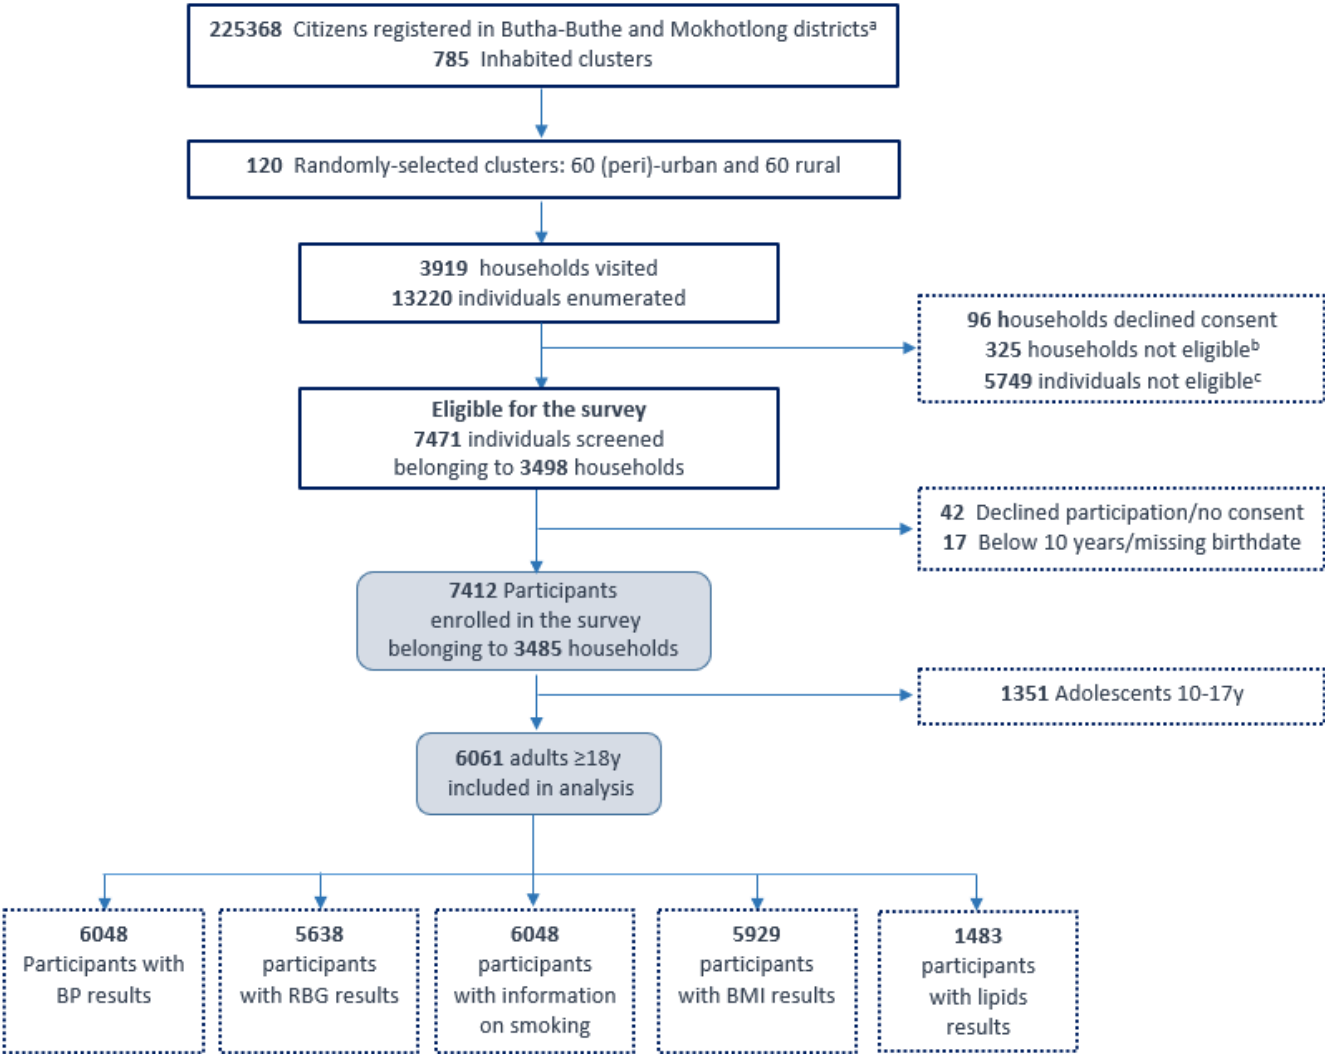 225368 Citizens registered in Butha-Buthe and Mokhotlong districtsᵃ
785 Inhabited clusters
120 Randomly-selected clusters: 60 (peri)-urban and 60 rural
3919 households visited
13220 individuals enumerated
96 households declined consent
325 households not eligibleᵇ
5749 individuals not eligibleᶜ
Eligible for the survey
7471 individuals screened
belonging to 3498 households
42 Declined participation/no consent
17 Below 10 years/missing birthdate
7412 Participants
enrolled in the survey
belonging to 3485 households
1351 Adolescents 10-17y
6061 adults ≥18y
included in analysis
6048
Participants with
BP results
5638
participants
with RBG results
6048
participants
with information
on smoking
5929
participants
with BMI results
1483
participants
with lipids
results